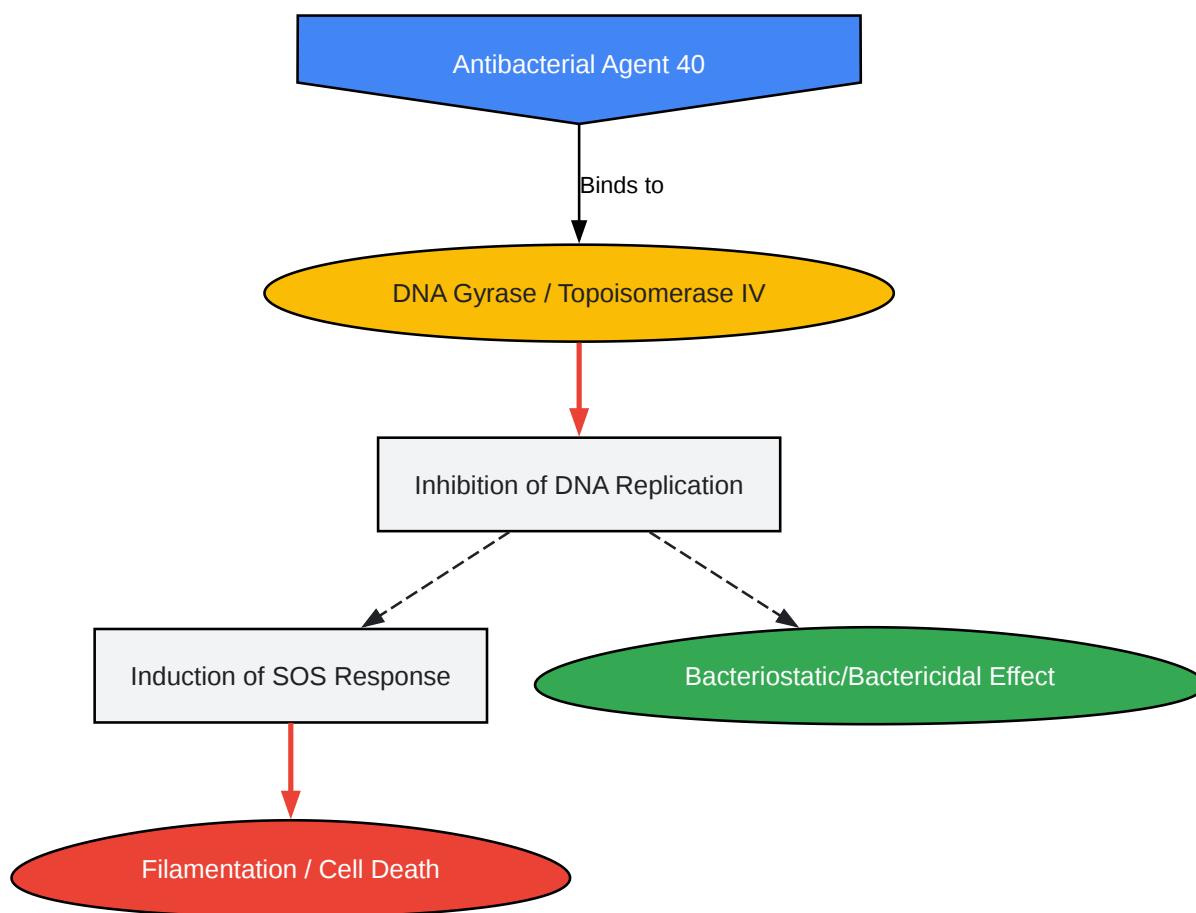 Antibacterial Agent 40
Binds to
DNA Gyrase / Topoisomerase IV
Inhibition of DNA Replication
Induction of SOS Response
Bacteriostatic/Bactericidal Effect
Filamentation / Cell Death